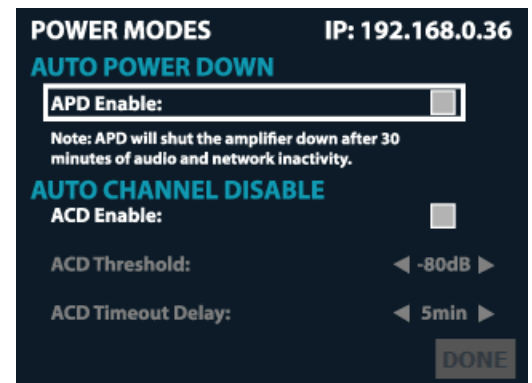 POWER MODES IP: 192.168.0.36
AUTO POWER DOWN
APD Enable:
Note: APD will shut the amplifier down after 30
minutes of audio and network inactivity.
AUTO CHANNEL DISABLE
ACD Enable:
ACD Threshold: -80dB
ACD Timeout Delay: 5min
DONE